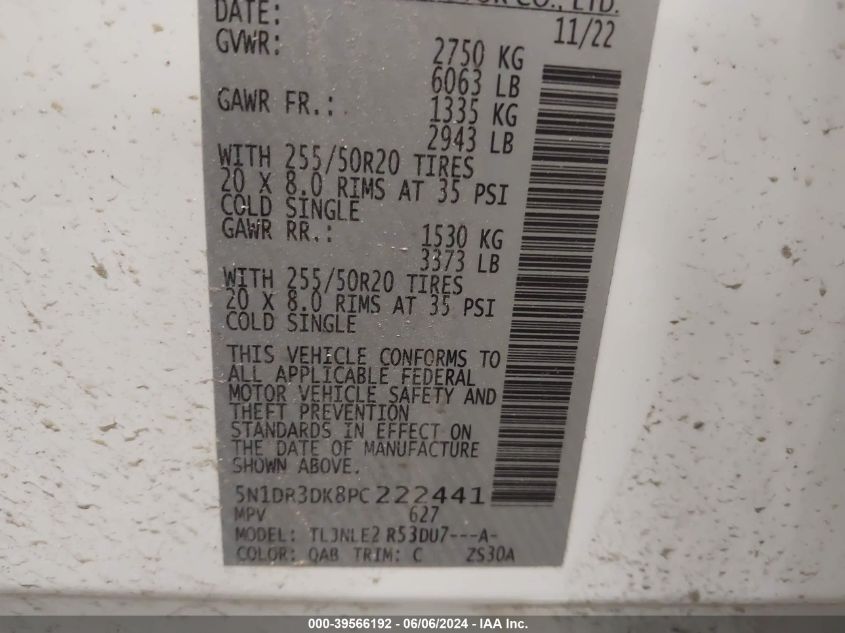 CO., LTD.
DATE: 11/22
GVWR: 2750 KG
6063 LB
GAWR FR.: 1335 KG
2943 LB
WITH 255/50R20 TIRES
20 X 8.0 RIMS AT 35 PSI
COLD SINGLE
GAWR RR.: 1530 KG
3373 LB
WITH 255/50R20 TIRES
20 X 8.0 RIMS AT 35 PSI
COLD SINGLE
THIS VEHICLE CONFORMS TO
ALL APPLICABLE FEDERAL
MOTOR VEHICLE SAFETY AND
THEFT PREVENTION
STANDARDS IN EFFECT ON
THE DATE OF MANUFACTURE
SHOWN ABOVE.
5N1DR3DK8PC222441
MPV 627
MODEL: TLJNLE2 R53DU7---A-
COLOR: QAB TRIM: C ZS30A
000-39566192 - 06/06/2024 - IAA Inc.